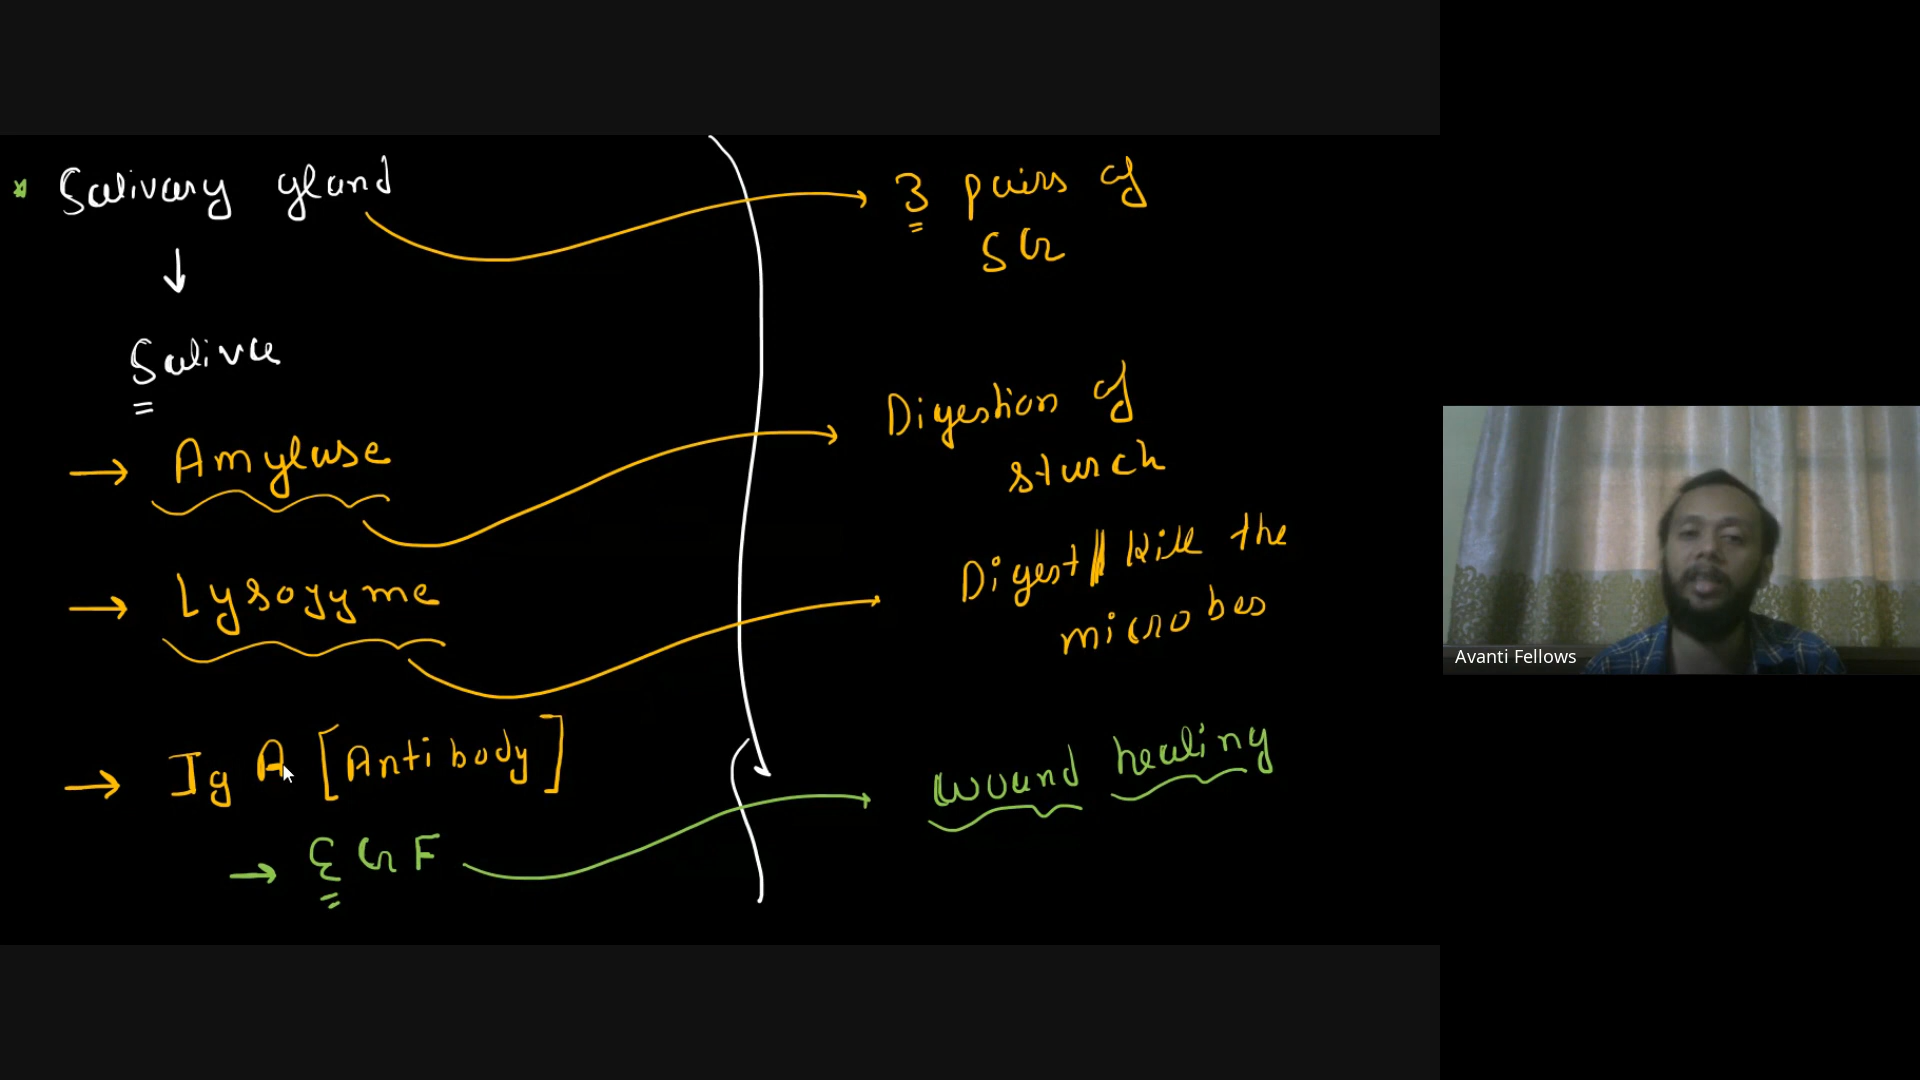 * Salivary gland
3 pairs of
SG
↓
Saliva
→ Amylase
Digestion of
starch
→ Lysozyme
Digest / kill the
microbes
→ Ig A [Antibody]
→ EGF
wound healing
Avanti Fellows